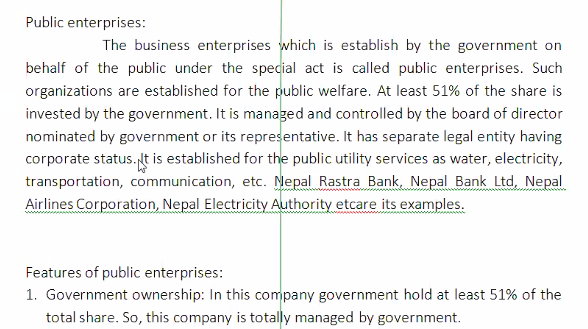 Public enterprises:
The business enterprises which is establish by the government on
behalf of the public under the special act is called public enterprises. Such
organizations are established for the public welfare. At least 51% of the share is
invested by the government. It is managed and controlled by the board of director
nominated by government or its representative. It has separate legal entity having
corporate status. It is established for the public utility services as water, electricity,
transportation, communication, etc. Nepal Rastra Bank, Nepal Bank Ltd, Nepal
Airlines Corporation, Nepal Electricity Authority etcare its examples.
Features of public enterprises:
1. Government ownership: In this company government hold at least 51% of the
total share. So, this company is totally managed by government.